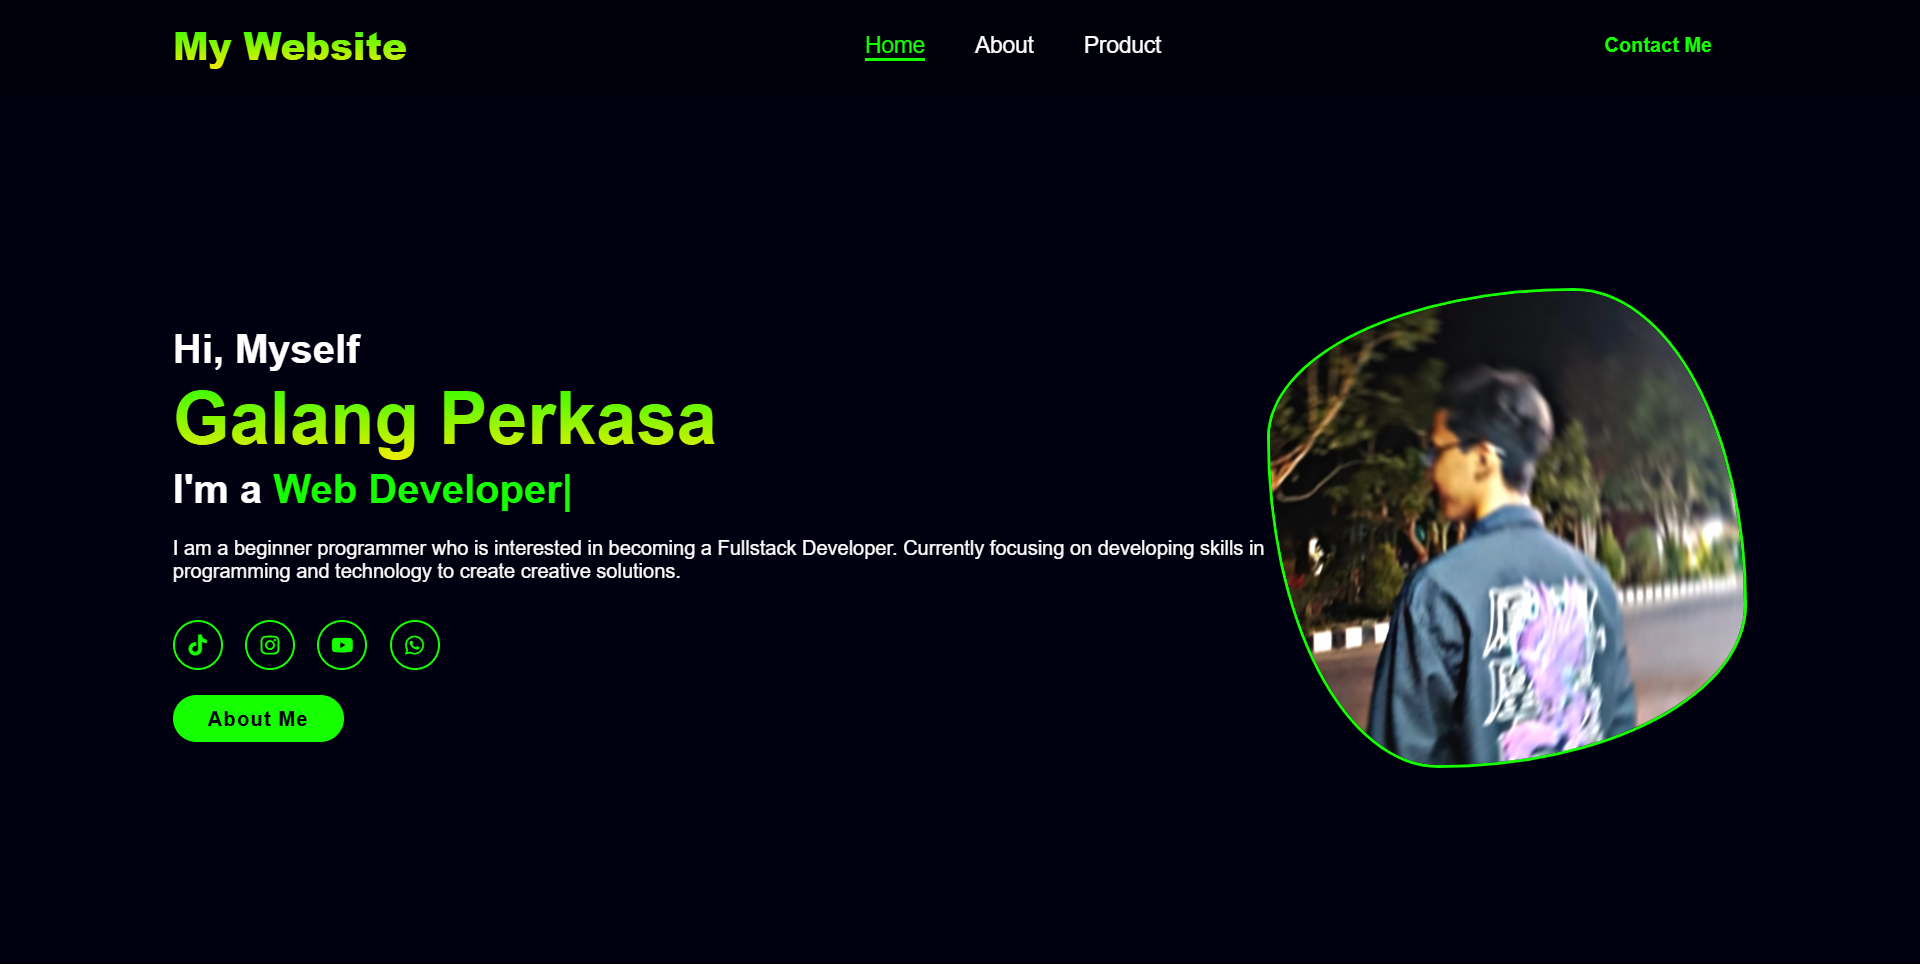 My Website
Home
About
Product
Contact Me
Hi, Myself
Galang Perkasa
I'm a Web Developer|
I am a beginner programmer who is interested in becoming a Fullstack Developer. Currently focusing on developing skills in
programming and technology to create creative solutions.
About Me